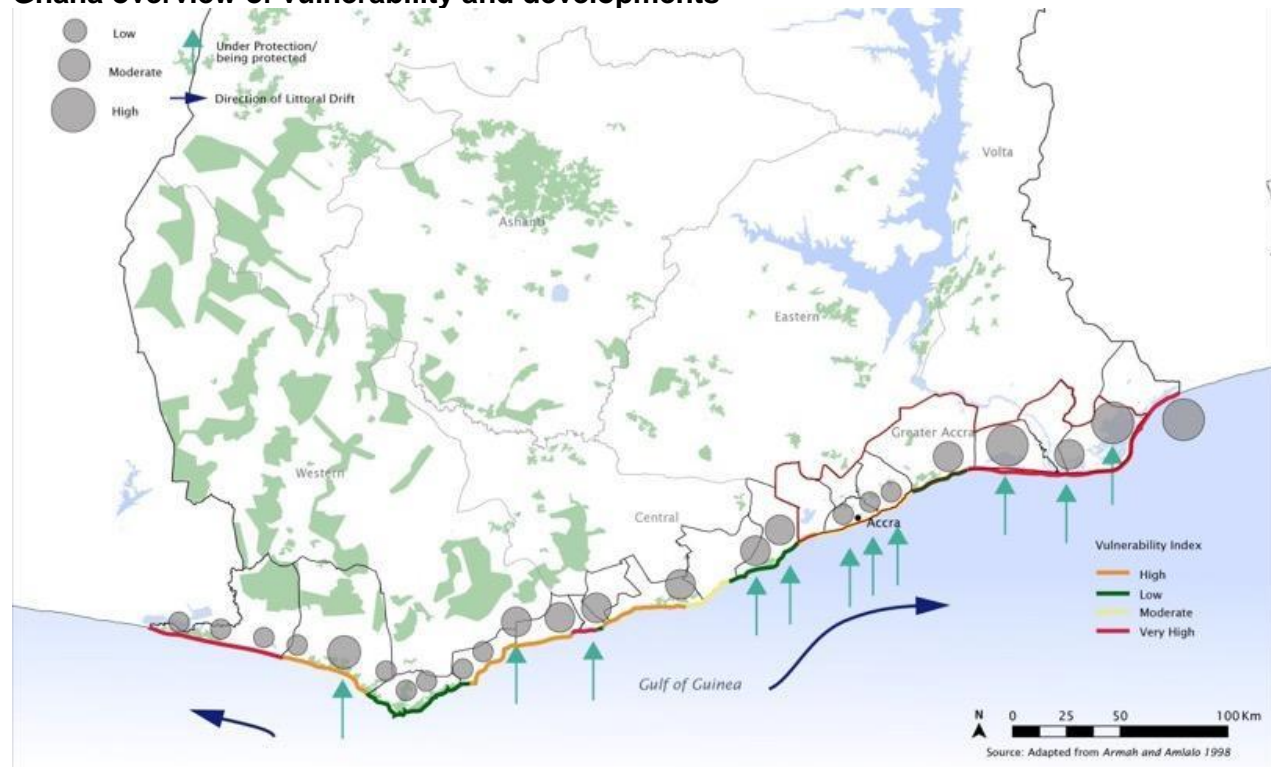 Ghana overview of vulnerability and developments
Low
Moderate
High
Under Protection/
being protected
Direction of Littoral Drift
Volta
Ashanti
Eastern
Greater Accra
Western
Central
Accra
Vulnerability Index
High
Low
Moderate
Very High
Gulf of Guinea
N
0 25 50 100 Km
Source: Adapted from Armah and Amlalo 1998